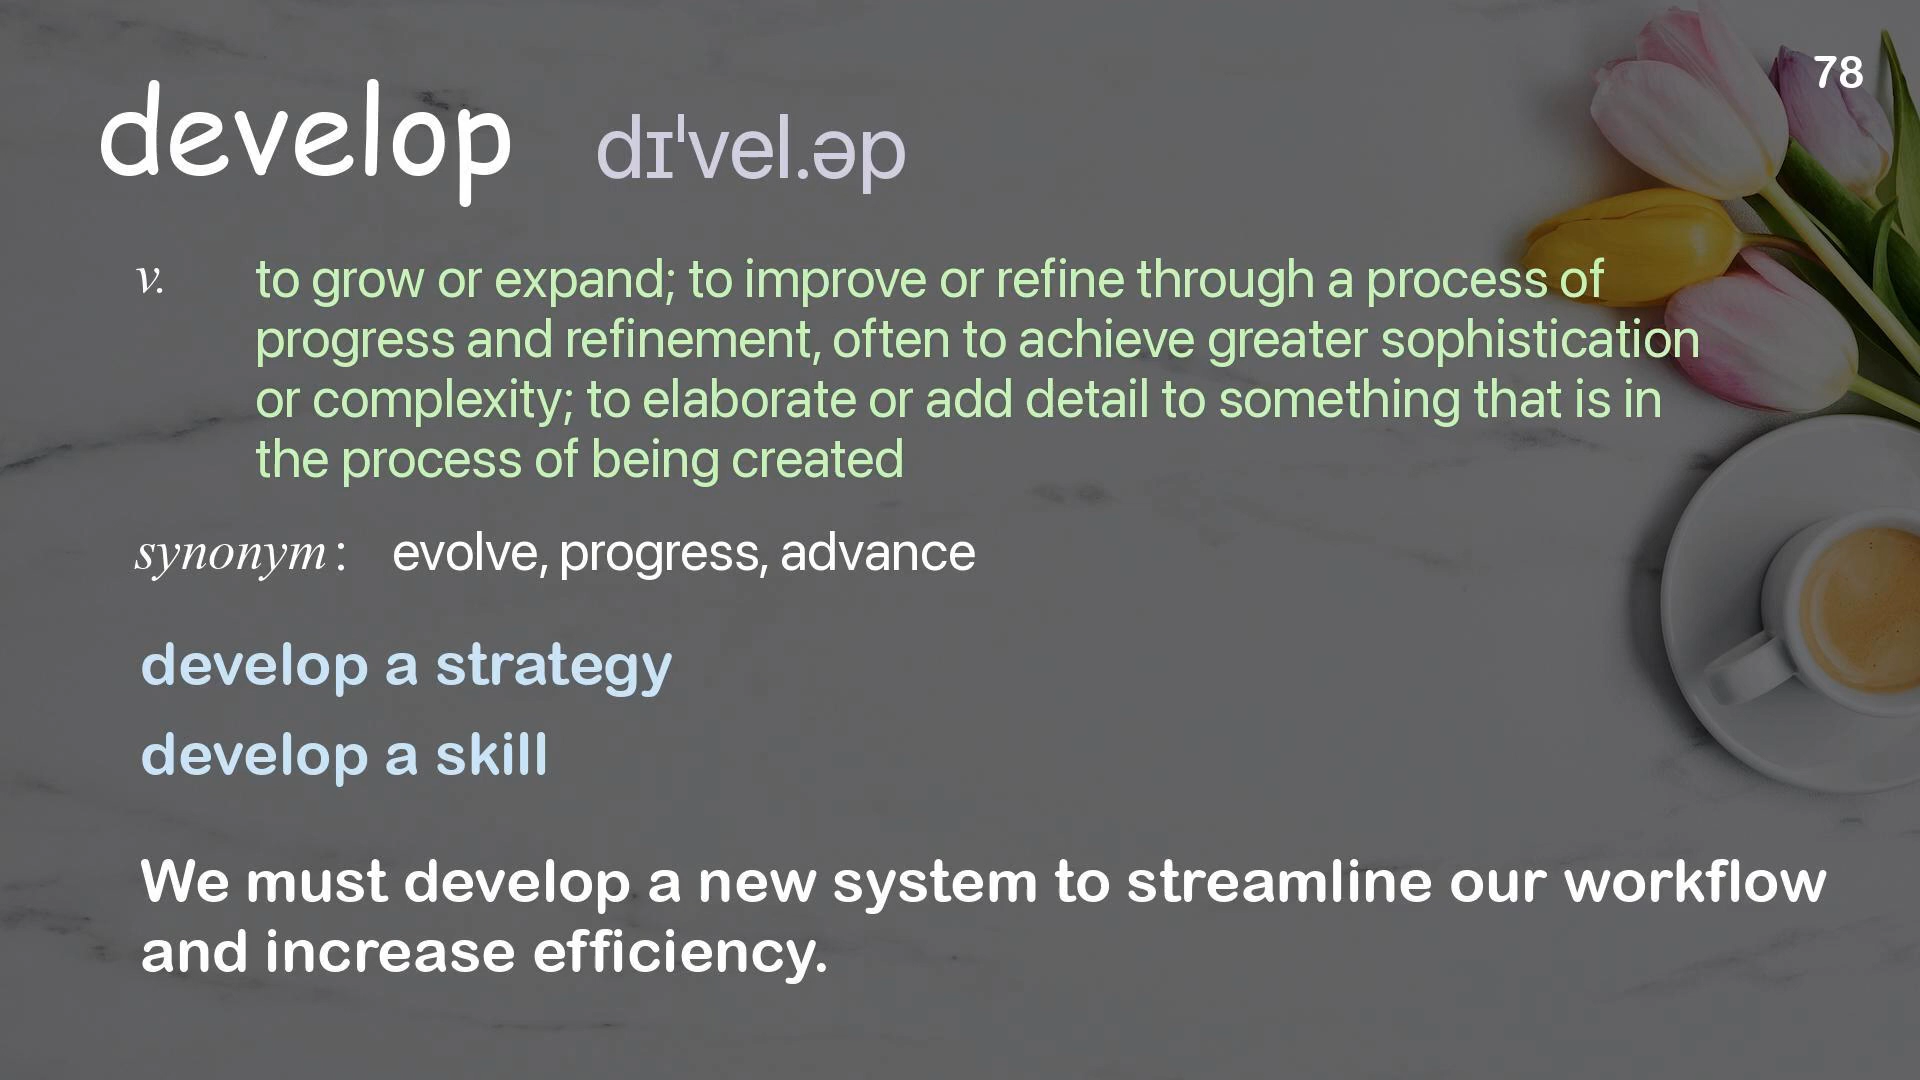 78
develop dɪˈvel.əp
v. to grow or expand; to improve or refine through a process of
progress and refinement, often to achieve greater sophistication
or complexity; to elaborate or add detail to something that is in
the process of being created
synonym: evolve, progress, advance
develop a strategy
develop a skill
We must develop a new system to streamline our workflow
and increase efficiency.